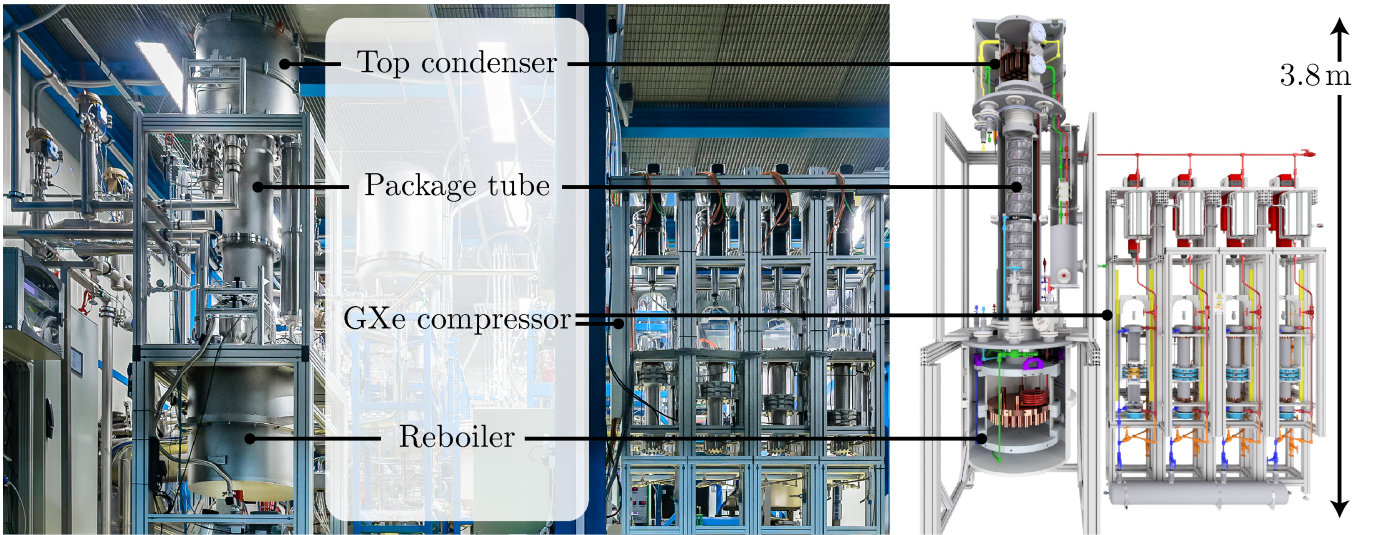 Top condenser
3.8 m
Package tube
GXe compressor
Reboiler